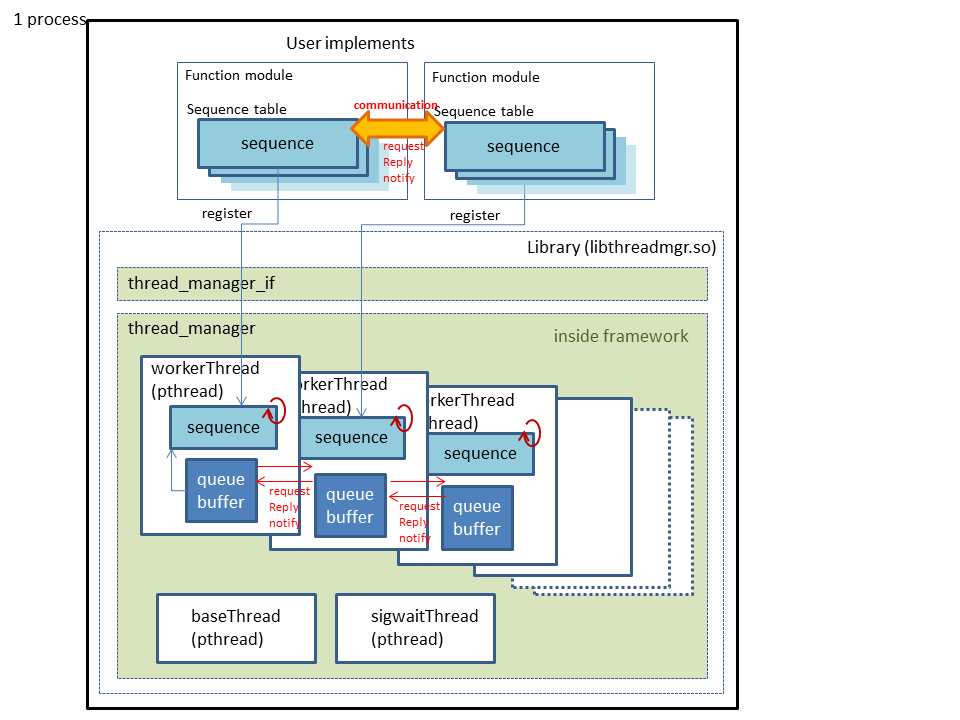 1 process
User implements
Function module
Sequence table
sequence
communication
request
Reply
notify
Function module
Sequence table
sequence
register
register
Library (libthreadmgr.so)
thread_manager_if
thread_manager
inside framework
workerThread
(pthread)
sequence
queue
buffer
request
Reply
notify
orkerThread
hread)
sequence
queue
buffer
request
Reply
notify
rkerThread
hread)
sequence
queue
buffer
baseThread
(pthread)
sigwaitThread
(pthread)